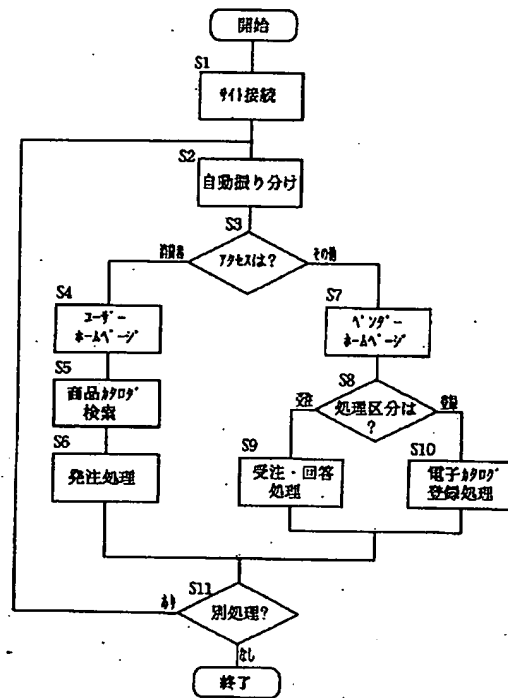 開始
S1
ｻｲﾄ接続
S2
自動振り分け
S3
ｱｸｾｽは?
消費者
その他
S4
ﾕｰｻﾞｰ
ﾎｰﾑﾍﾟｰｼﾞ
S7
ﾍﾞﾝﾀﾞｰ
ﾎｰﾑﾍﾟｰｼﾞ
S5
商品ｶﾀﾛｸﾞ
検索
S8
処理区分は
?
受注
登録
S6
発注処理
S9
受注・回答
処理
S10
電子ｶﾀﾛｸﾞ
登録処理
S11
別処理?
あり
なし
終了